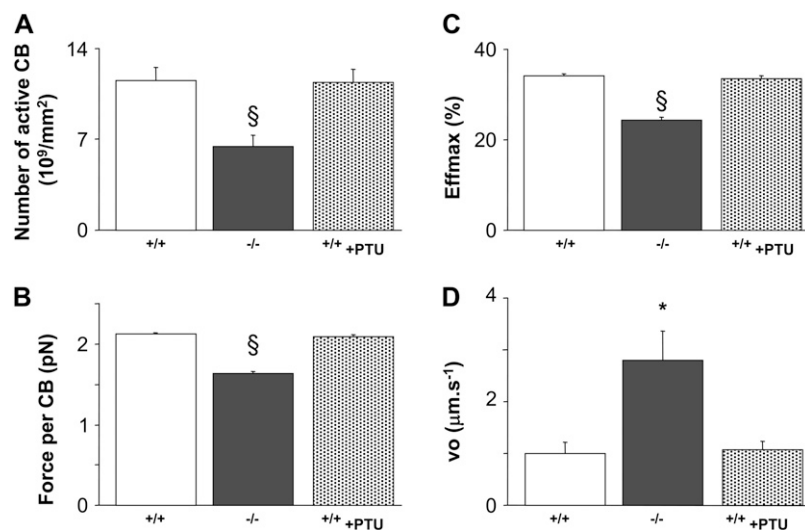 A
Number of active CB
(10⁹/mm²)
14
7
0
§
+/+
-/-
+/+ +PTU
C
Effmax (%)
40
20
0
§
+/+
-/-
+/+ +PTU
B
Force per CB (pN)
2
1
0
§
+/+
-/-
+/+ +PTU
D
vo (μm.s⁻¹)
4
2
0
*
+/+
-/-
+/+ +PTU